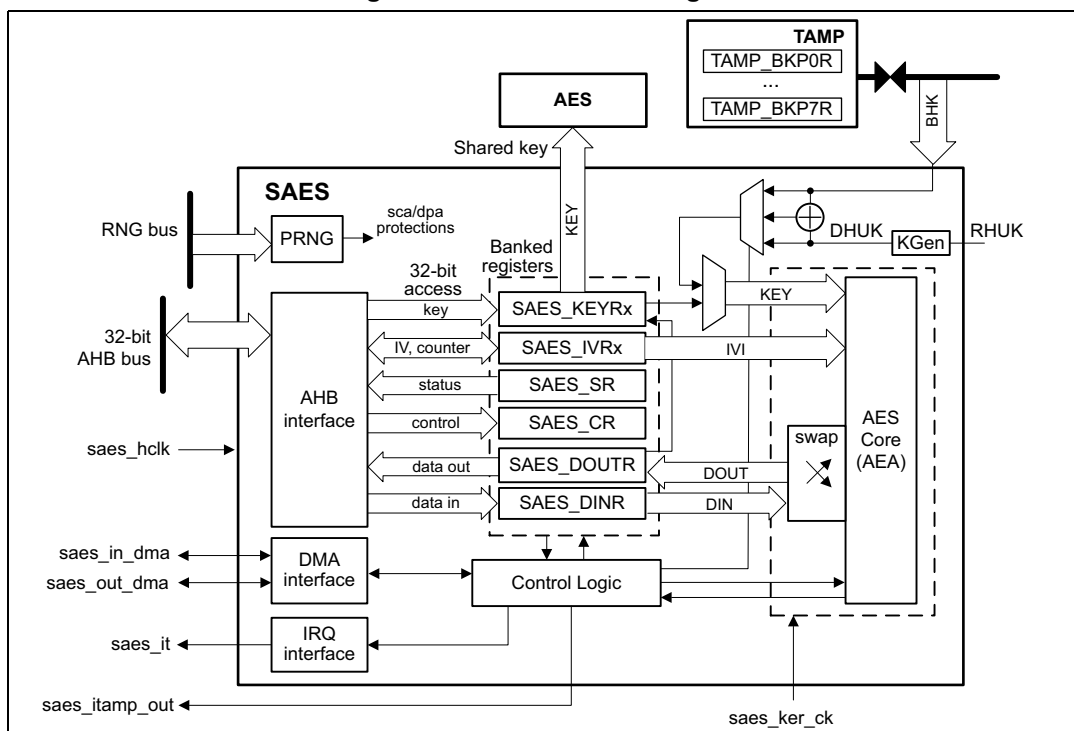 TAMP
TAMP_BKP0R
...
TAMP_BKP7R
BHK
AES
Shared key
KEY
SAES
RNG bus
PRNG
sca/dpa
protections
Banked
registers
DHUK
KGen
RHUK
32-bit
access
key
SAES_KEYRx
KEY
32-bit
AHB bus
AHB
interface
IV, counter
SAES_IVRx
IVI
status
SAES_SR
control
SAES_CR
AES
Core
(AEA)
swap
saes_hclk
data out
SAES_DOUTR
DOUT
data in
SAES_DINR
DIN
saes_in_dma
saes_out_dma
DMA
interface
Control Logic
saes_it
IRQ
interface
saes_itamp_out
saes_ker_ck